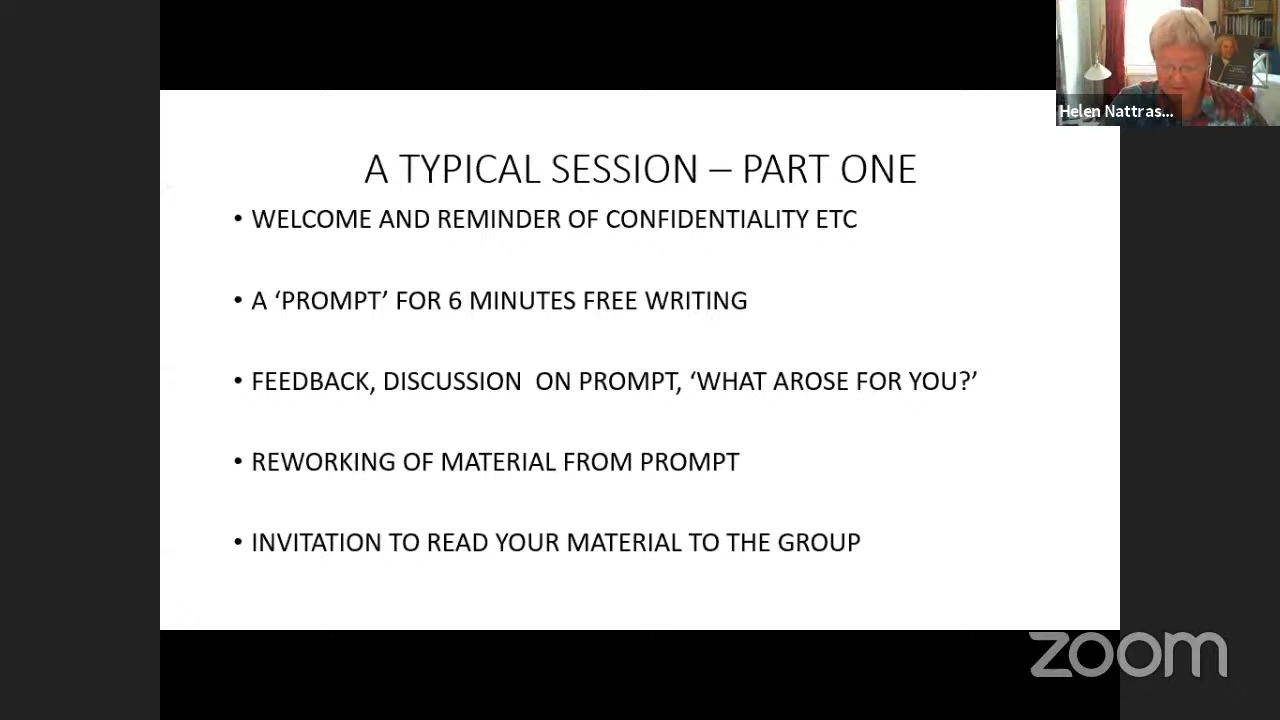 Helen Nattras...
A TYPICAL SESSION – PART ONE
• WELCOME AND REMINDER OF CONFIDENTIALITY ETC
• A ‘PROMPT’ FOR 6 MINUTES FREE WRITING
• FEEDBACK, DISCUSSION ON PROMPT, ‘WHAT AROSE FOR YOU?’
• REWORKING OF MATERIAL FROM PROMPT
• INVITATION TO READ YOUR MATERIAL TO THE GROUP
zoom